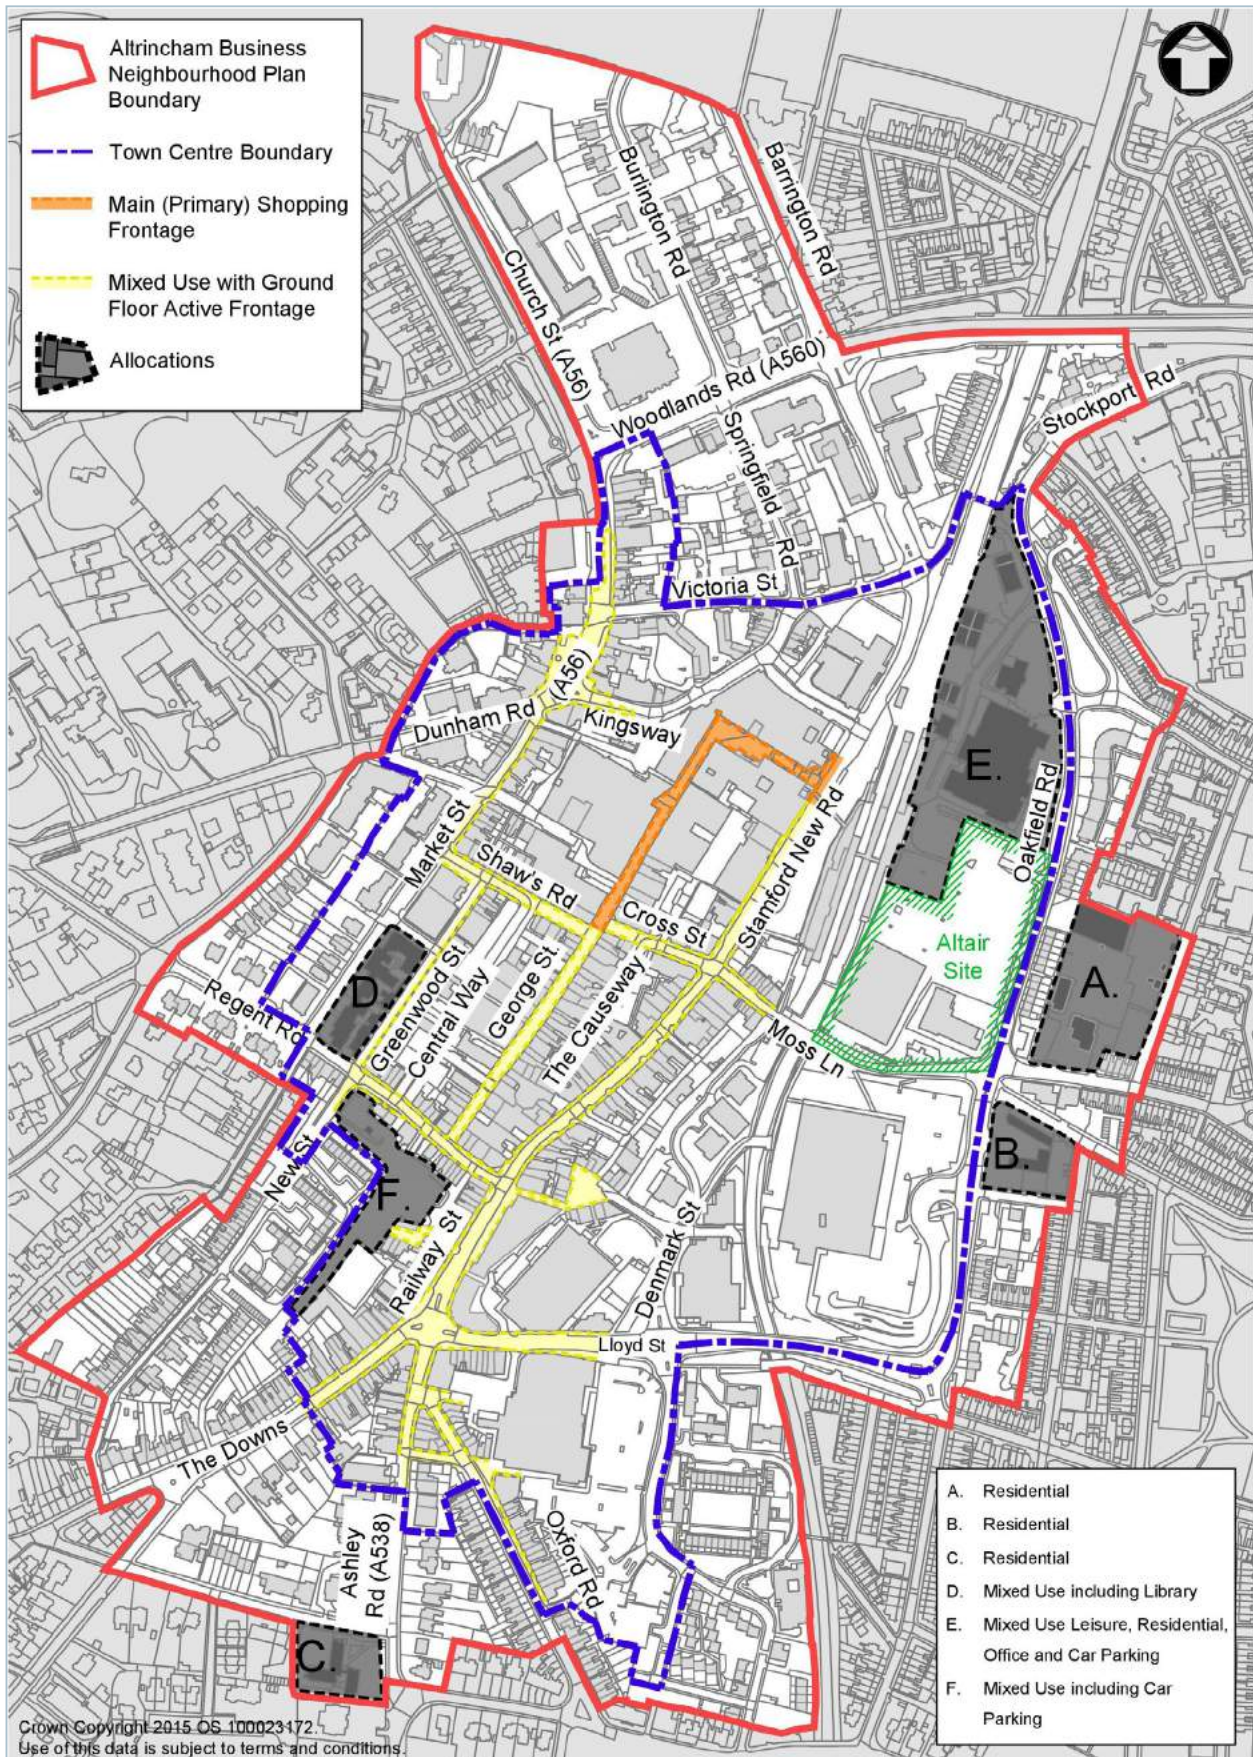 Altrincham Business
Neighbourhood Plan
Boundary
Town Centre Boundary
Main (Primary) Shopping
Frontage
Mixed Use with Ground
Floor Active Frontage
Allocations
Burlington Rd
Barrington Rd
Church St (A56)
Woodlands Rd (A560)
Springfield Rd
Stockport Rd
Victoria St
(A56)
Dunham Rd
Kingsway
E.
Market St
Shaw's Rd
Cross St
Stamford New Rd
Oakfield Rd
Altair
Site
A.
D.
Regent Rd
Greenwood St
Central Way
George St.
The Causeway
Moss Ln
B.
New St
F.
Railway St
Denmark St
Lloyd St
The Downs
Ashley
Rd (A538)
Oxford Rd
C.
A. Residential
B. Residential
C. Residential
D. Mixed Use including Library
E. Mixed Use Leisure, Residential,
Office and Car Parking
F. Mixed Use including Car
Parking
Crown Copyright 2015 OS 100023172.
Use of this data is subject to terms and conditions.